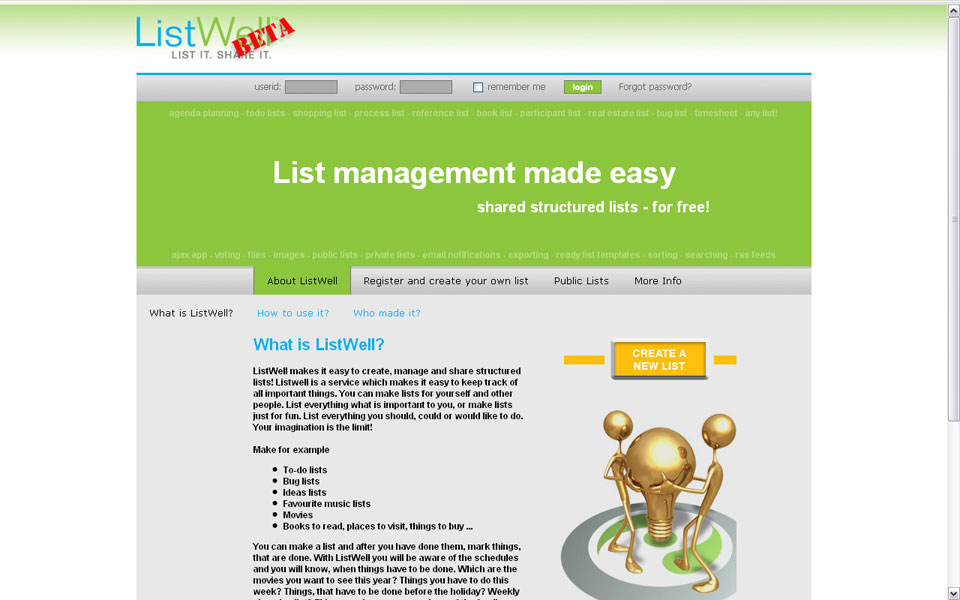 ListWell
BETA
LIST IT. SHARE IT.
userid: password: remember me login Forgot password?
agenda planning - todo lists - shopping list - process list - reference list - book list - participant list - real estate list - bug list - timesheet - any list!
List management made easy
shared structured lists - for free!
ajax app - voting - files - images - public lists - private lists - email notifications - exporting - ready list templates - sorting - searching - rss feeds
About ListWell Register and create your own list Public Lists More Info
What is ListWell? How to use it? Who made it?
What is ListWell?
ListWell makes it easy to create, manage and share structured
lists! Listwell is a service which makes it easy to keep track of
all important things. You can make lists for yourself and other
people. List everything what is important to you, or make lists
just for fun. List everything you should, could or would like to do.
Your imagination is the limit!
Make for example
To-do lists
Bug lists
Ideas lists
Favourite music lists
Movies
Books to read, places to visit, things to buy ...
You can make a list and after you have done them, mark things,
that are done. With ListWell you will be aware of the schedules
and you will know, when things have to be done. Which are the
movies you want to see this year? Things you have to do this
week? Things, that have to be done before the holiday? Weekly
CREATE A
NEW LIST